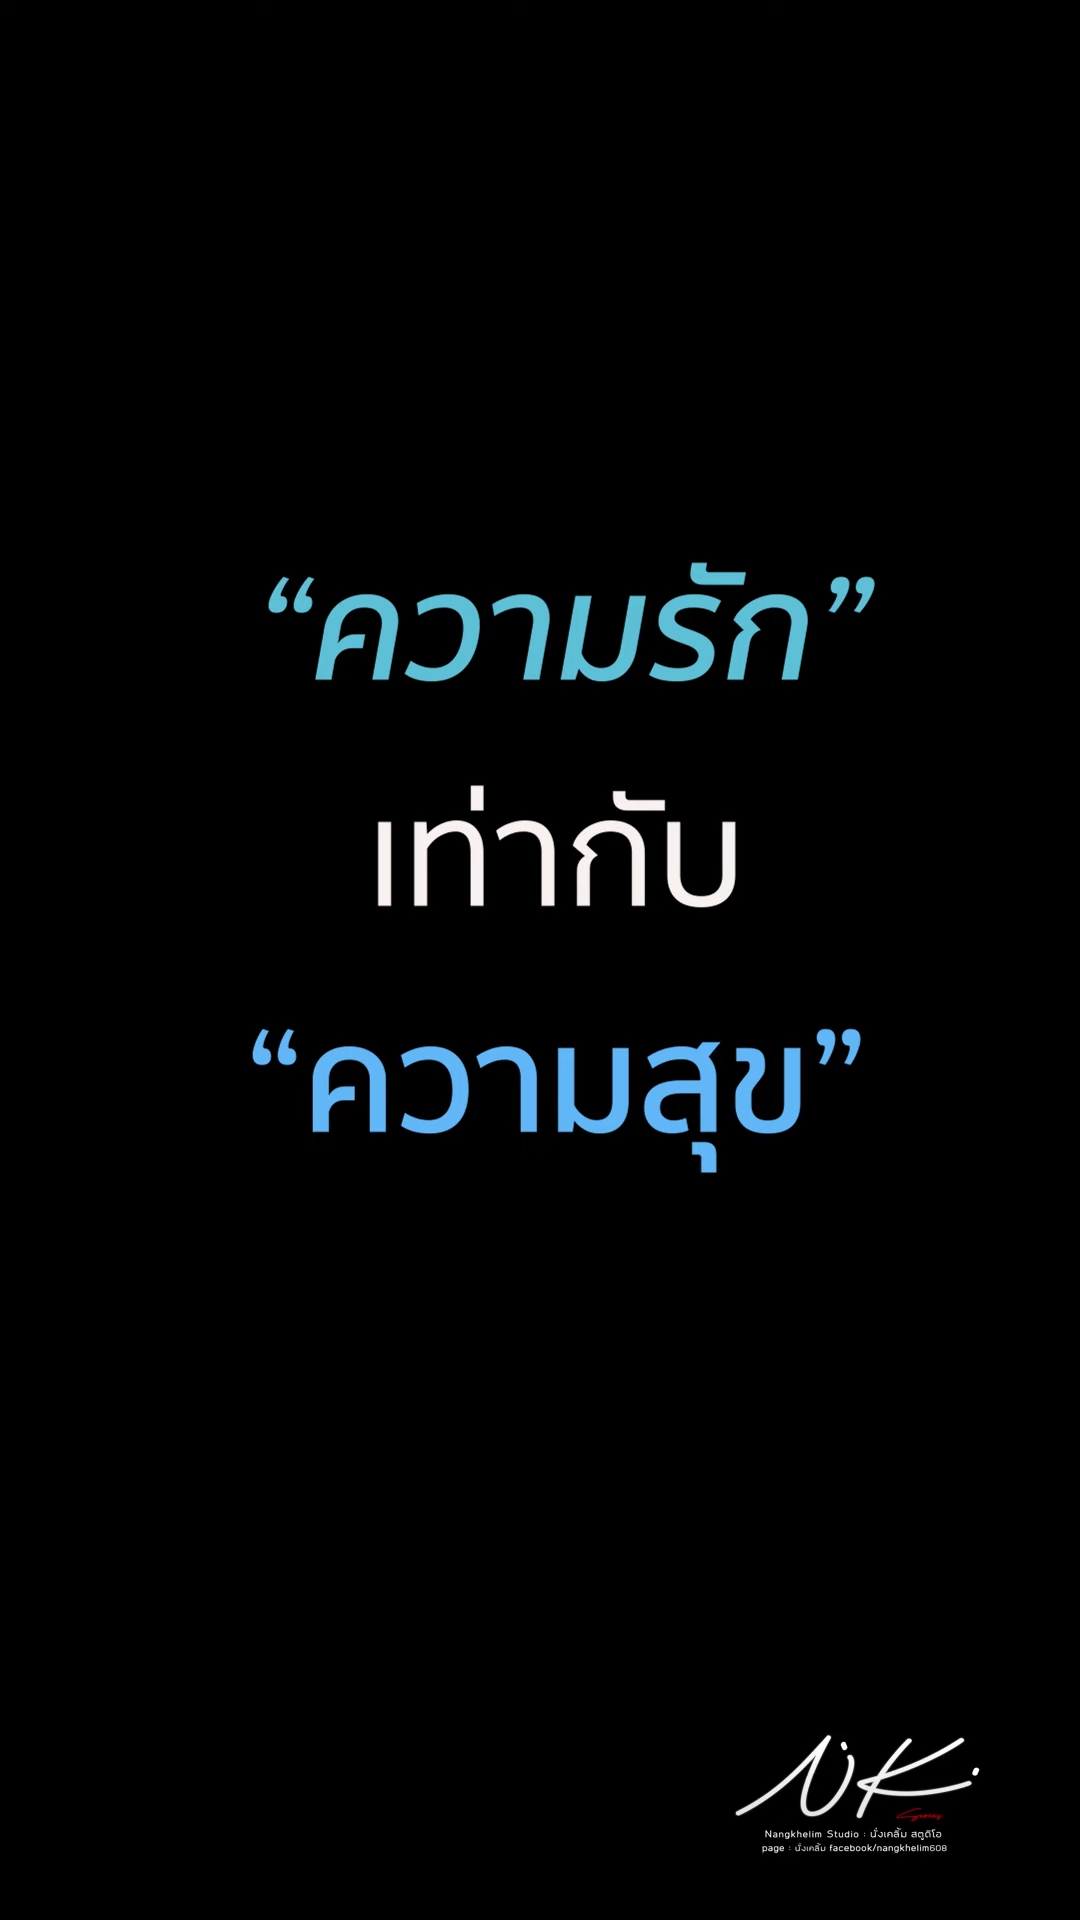 “ความรัก”
เท่ากับ
“ความสุข”
N.K.
Nangkhelim Studio : นั่งเคลิ้ม สตูดิโอ
page : นั่งเคลิ้ม facebook/nangkhelim608